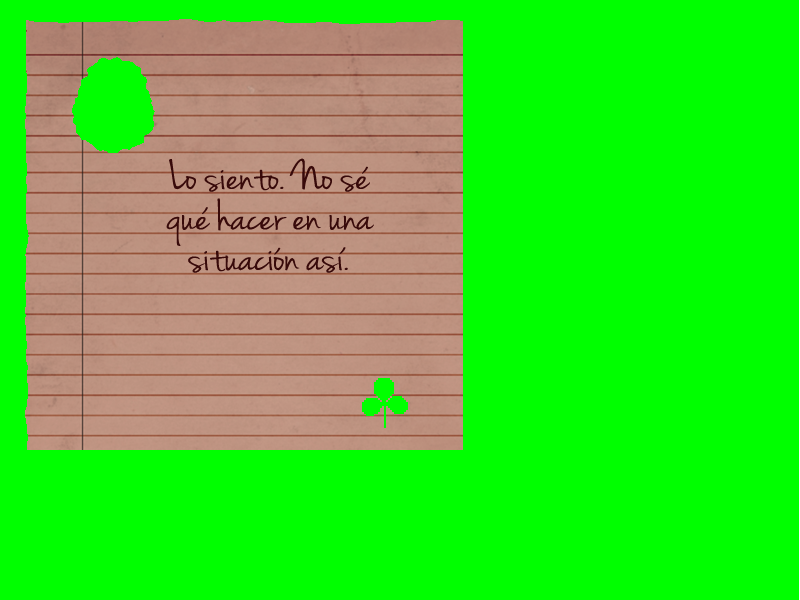 Lo siento. No sé
qué hacer en una
situación así.